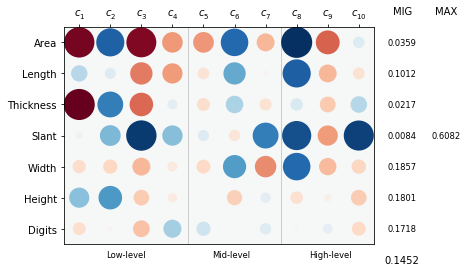 c1 c2 c3 c4 c5 c6 c7 c8 c9 c10 MIG MAX
Area 0.0359
Length 0.1012
Thickness 0.0217
Slant 0.0084 0.6082
Width 0.1857
Height 0.1801
Digits 0.1718
Low-level Mid-level High-level
0.1452